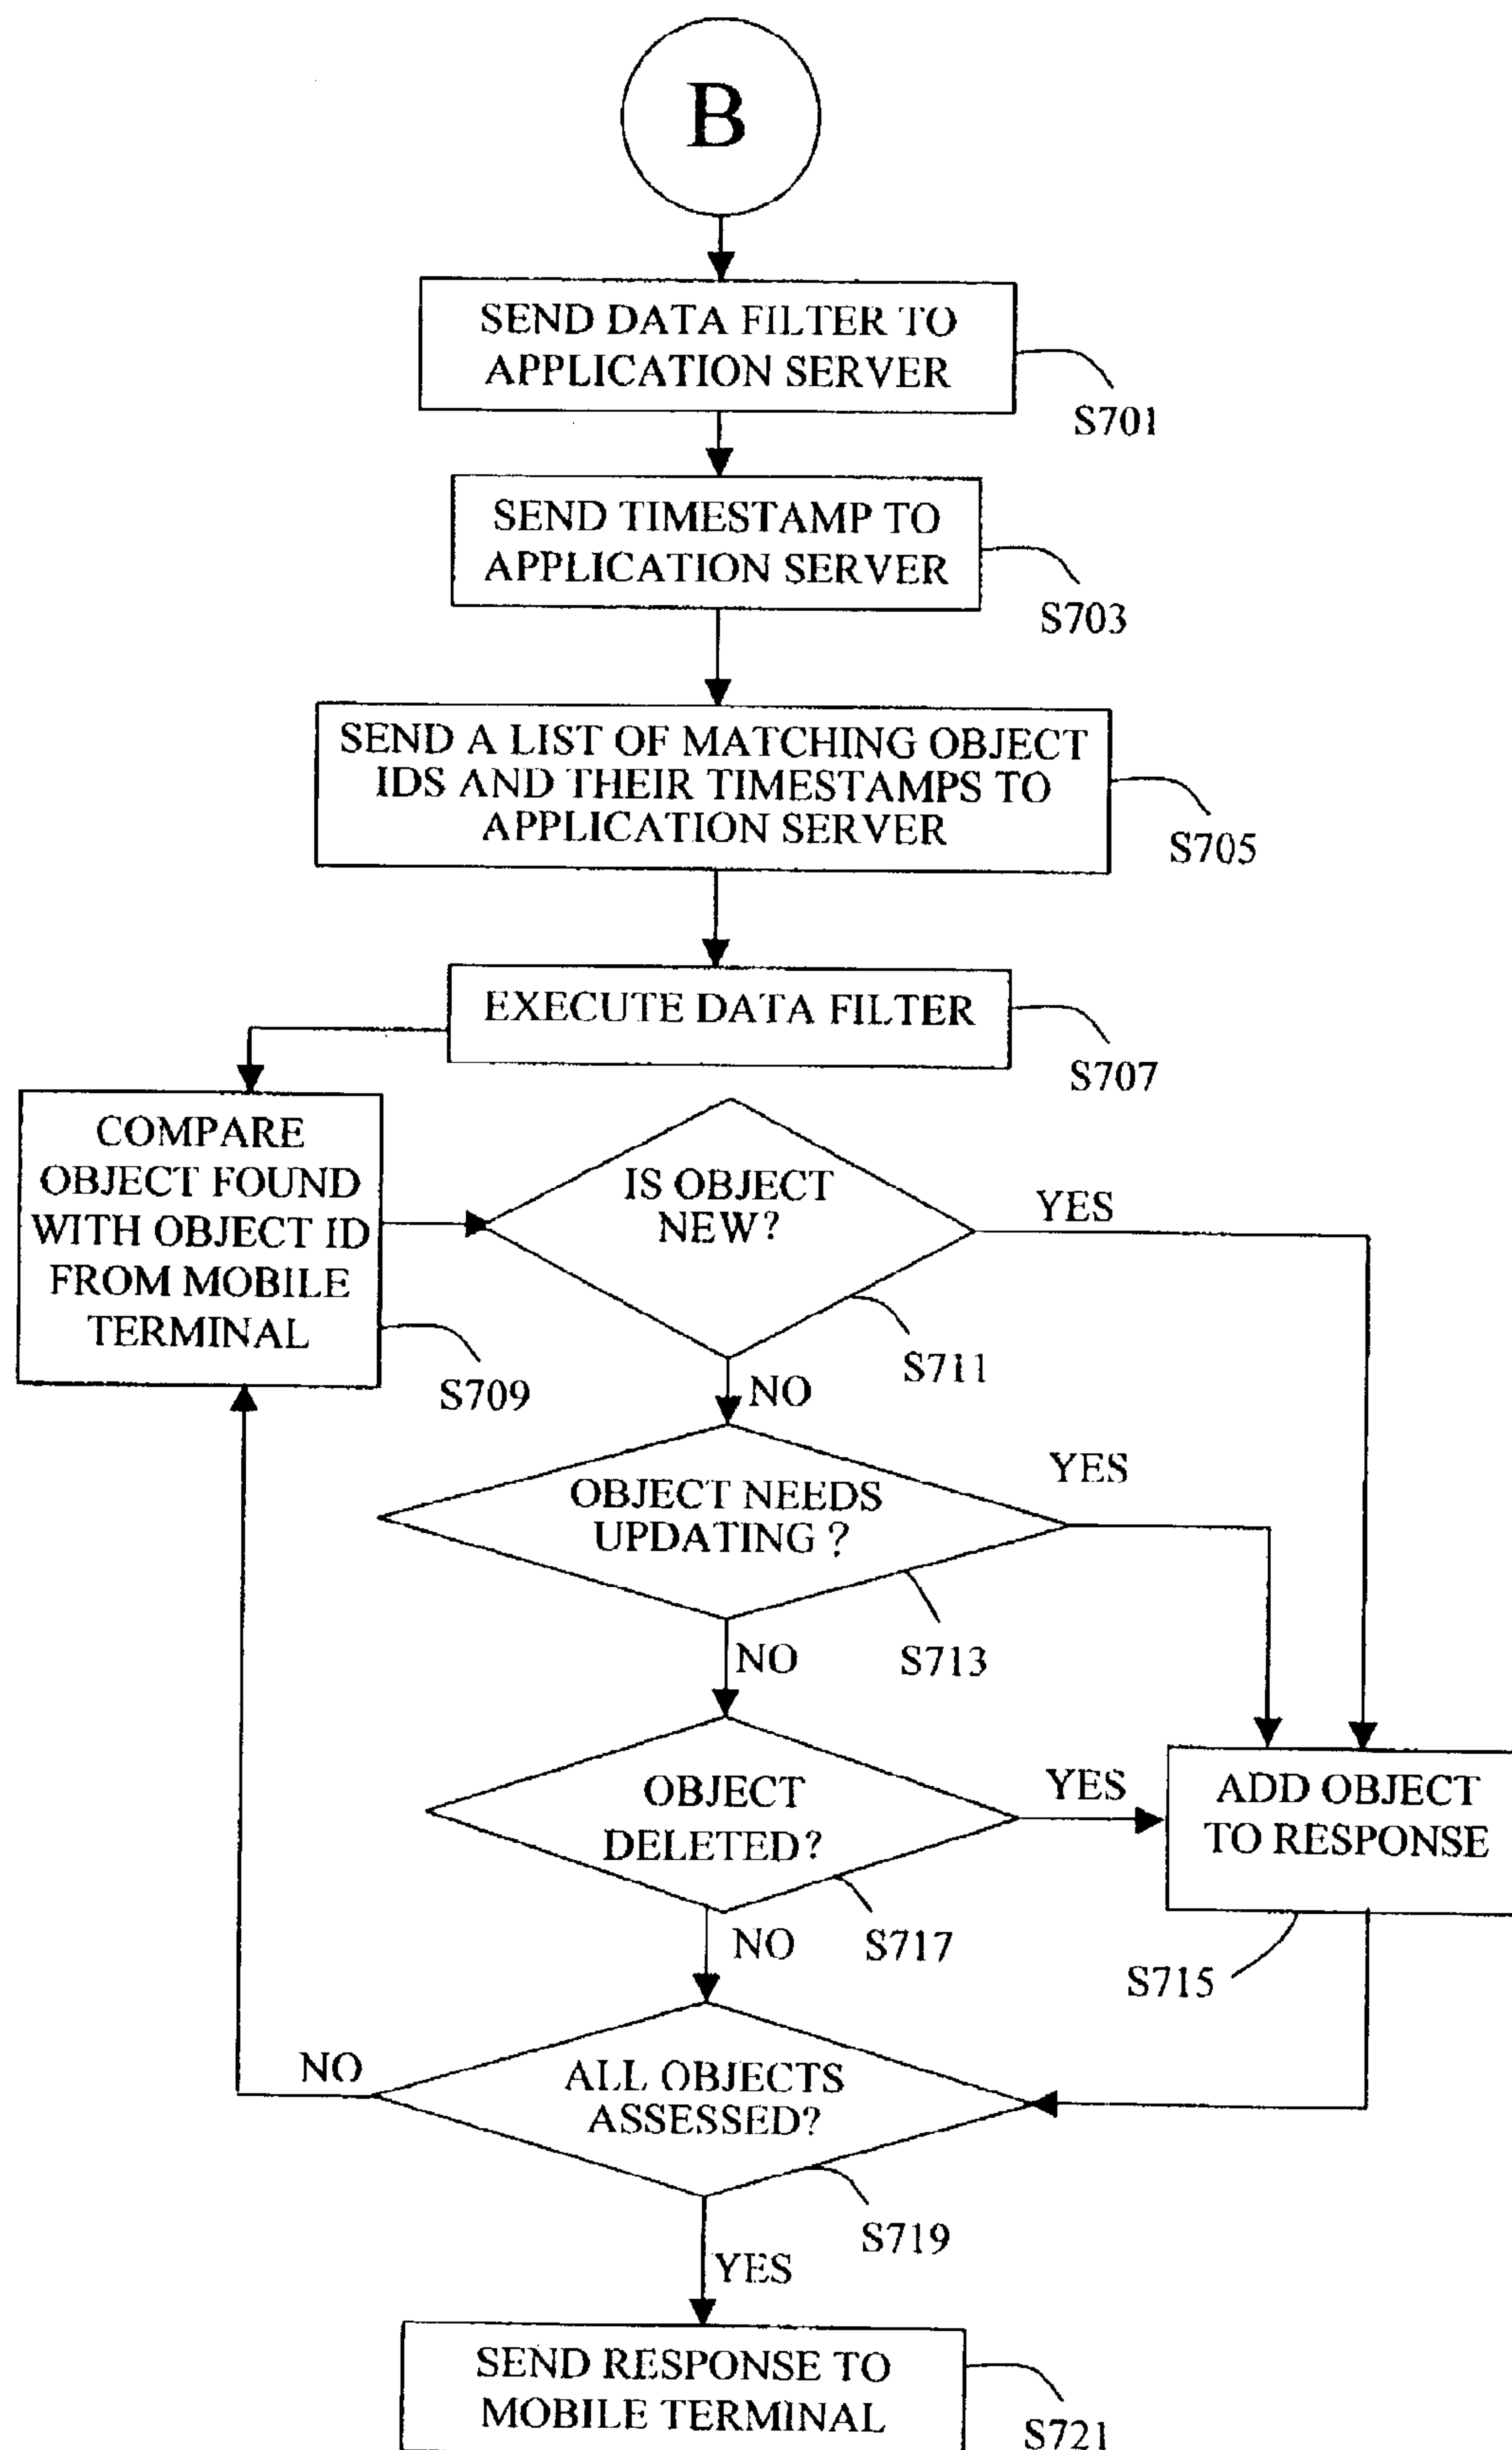 B
SEND DATA FILTER TO
APPLICATION SERVER
S701
SEND TIMESTAMP TO
APPLICATION SERVER
S703
SEND A LIST OF MATCHING OBJECT
IDS AND THEIR TIMESTAMPS TO
APPLICATION SERVER
S705
EXECUTE DATA FILTER
S707
COMPARE
OBJECT FOUND
WITH OBJECT ID
FROM MOBILE
TERMINAL
S709
IS OBJECT
NEW?
YES
S711
NO
OBJECT NEEDS
UPDATING ?
YES
S713
NO
OBJECT
DELETED?
YES
S717
NO
ADD OBJECT
TO RESPONSE
S715
ALL OBJECTS
ASSESSED?
NO
S719
YES
SEND RESPONSE TO
MOBILE TERMINAL
S721